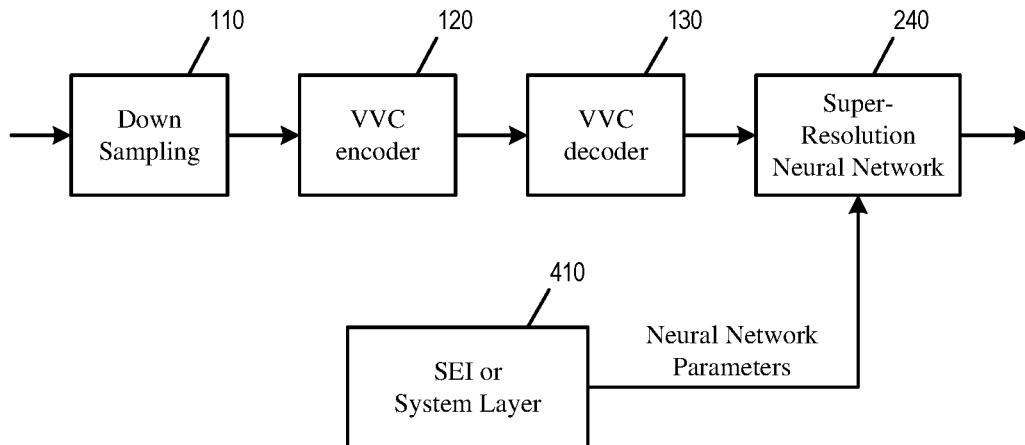 110
120
130
240
Down
Sampling
VVC
encoder
VVC
decoder
Super-
Resolution
Neural Network
410
SEI or
System Layer
Neural Network
Parameters